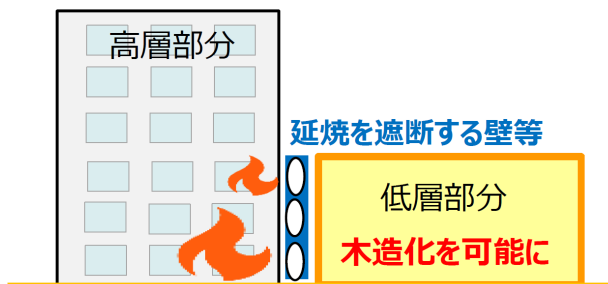 高層部分
延焼を遮断する壁等
低層部分
木造化を可能に